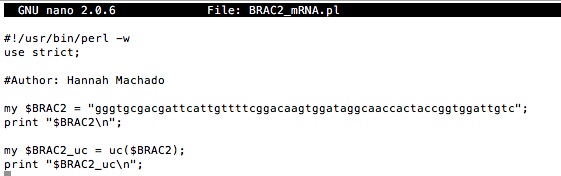 GNU nano 2.0.6 File: BRAC2_mRNA.pl
#!/usr/bin/perl -w
use strict;
#Author: Hannah Machado
my $BRAC2 = "gggtgcgacgattcattgttttcggacaagtggataggcaaccactaccggtggattgtc";
print "$BRAC2\n";
my $BRAC2_uc = uc($BRAC2);
print "$BRAC2_uc\n";